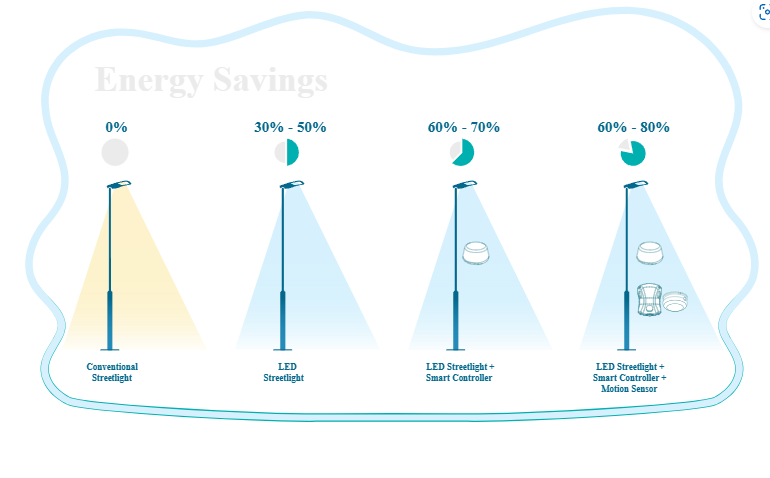 Energy Savings
0%
30% - 50%
60% - 70%
60% - 80%
Conventional
Streetlight
LED
Streetlight
LED Streetlight +
Smart Controller
LED Streetlight +
Smart Controller +
Motion Sensor